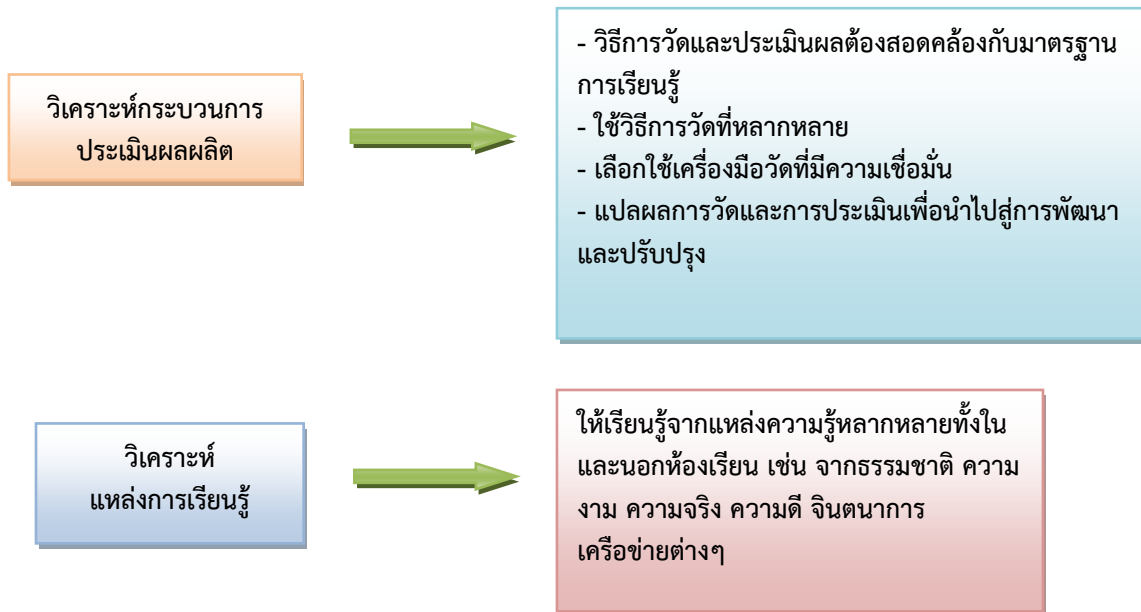 วิเคราะห์กระบวนการ
ประเมินผลผลิต
- วิธีการวัดและประเมินผลต้องสอดคล้องกับมาตรฐาน
การเรียนรู้
- ใช้วิธีการวัดที่หลากหลาย
- เลือกใช้เครื่องมือวัดที่มีความเชื่อมั่น
- แปลผลการวัดและการประเมินเพื่อนำไปสู่การพัฒนา
และปรับปรุง
วิเคราะห์
แหล่งการเรียนรู้
ให้เรียนรู้จากแหล่งความรู้หลากหลายทั้งใน
และนอกห้องเรียน เช่น จากธรรมชาติ ความ
งาม ความจริง ความดี จินตนาการ
เครือข่ายต่างๆ